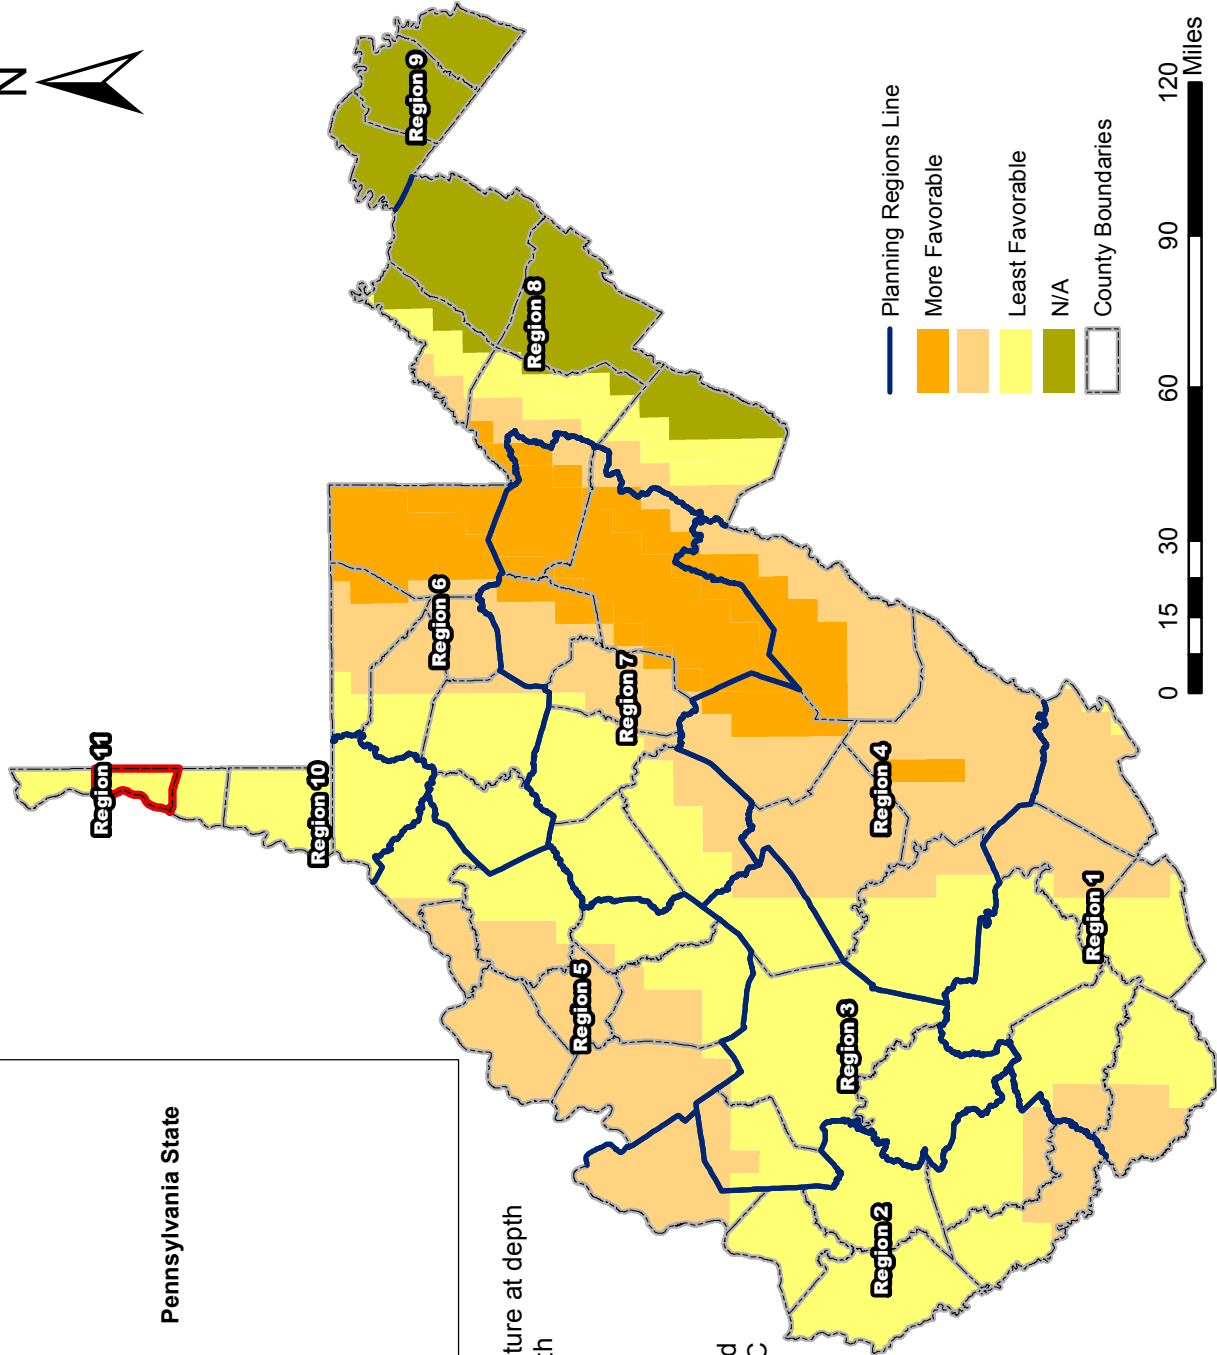 N
Pennsylvania State
ture at depth
th
d
C
Region 11
Region 10
Region 9
Region 8
Region 6
Region 7
Region 5
Region 4
Region 3
Region 2
Region 1
Planning Regions Line
More Favorable
Least Favorable
N/A
County Boundaries
0 15 30 60 90 120
Miles